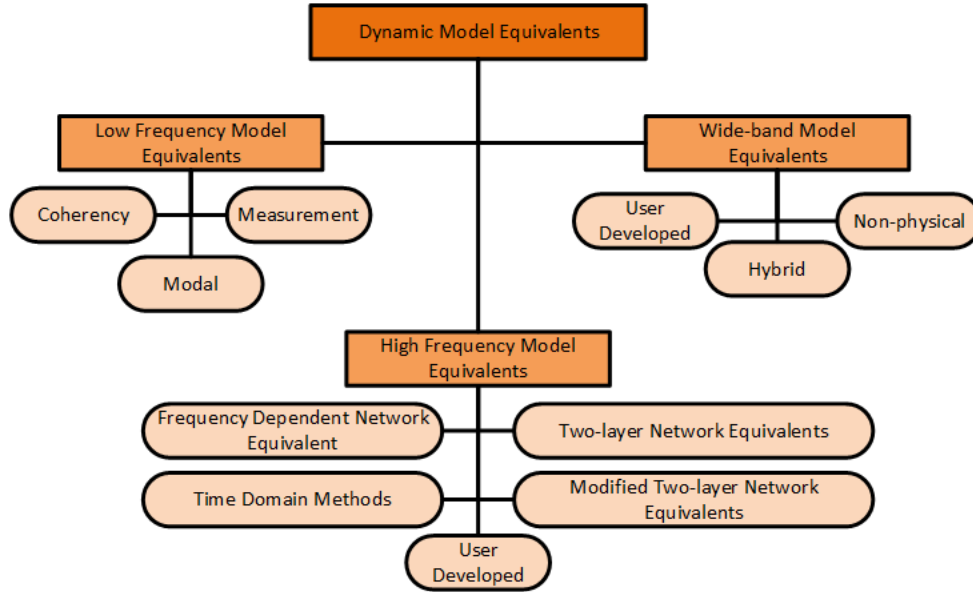 Dynamic Model Equivalents
Low Frequency Model
Equivalents
Wide-band Model
Equivalents
Coherency
Measurement
Modal
User
Developed
Non-physical
Hybrid
High Frequency Model
Equivalents
Frequency Dependent Network
Equivalent
Two-layer Network Equivalents
Time Domain Methods
Modified Two-layer Network
Equivalents
User
Developed